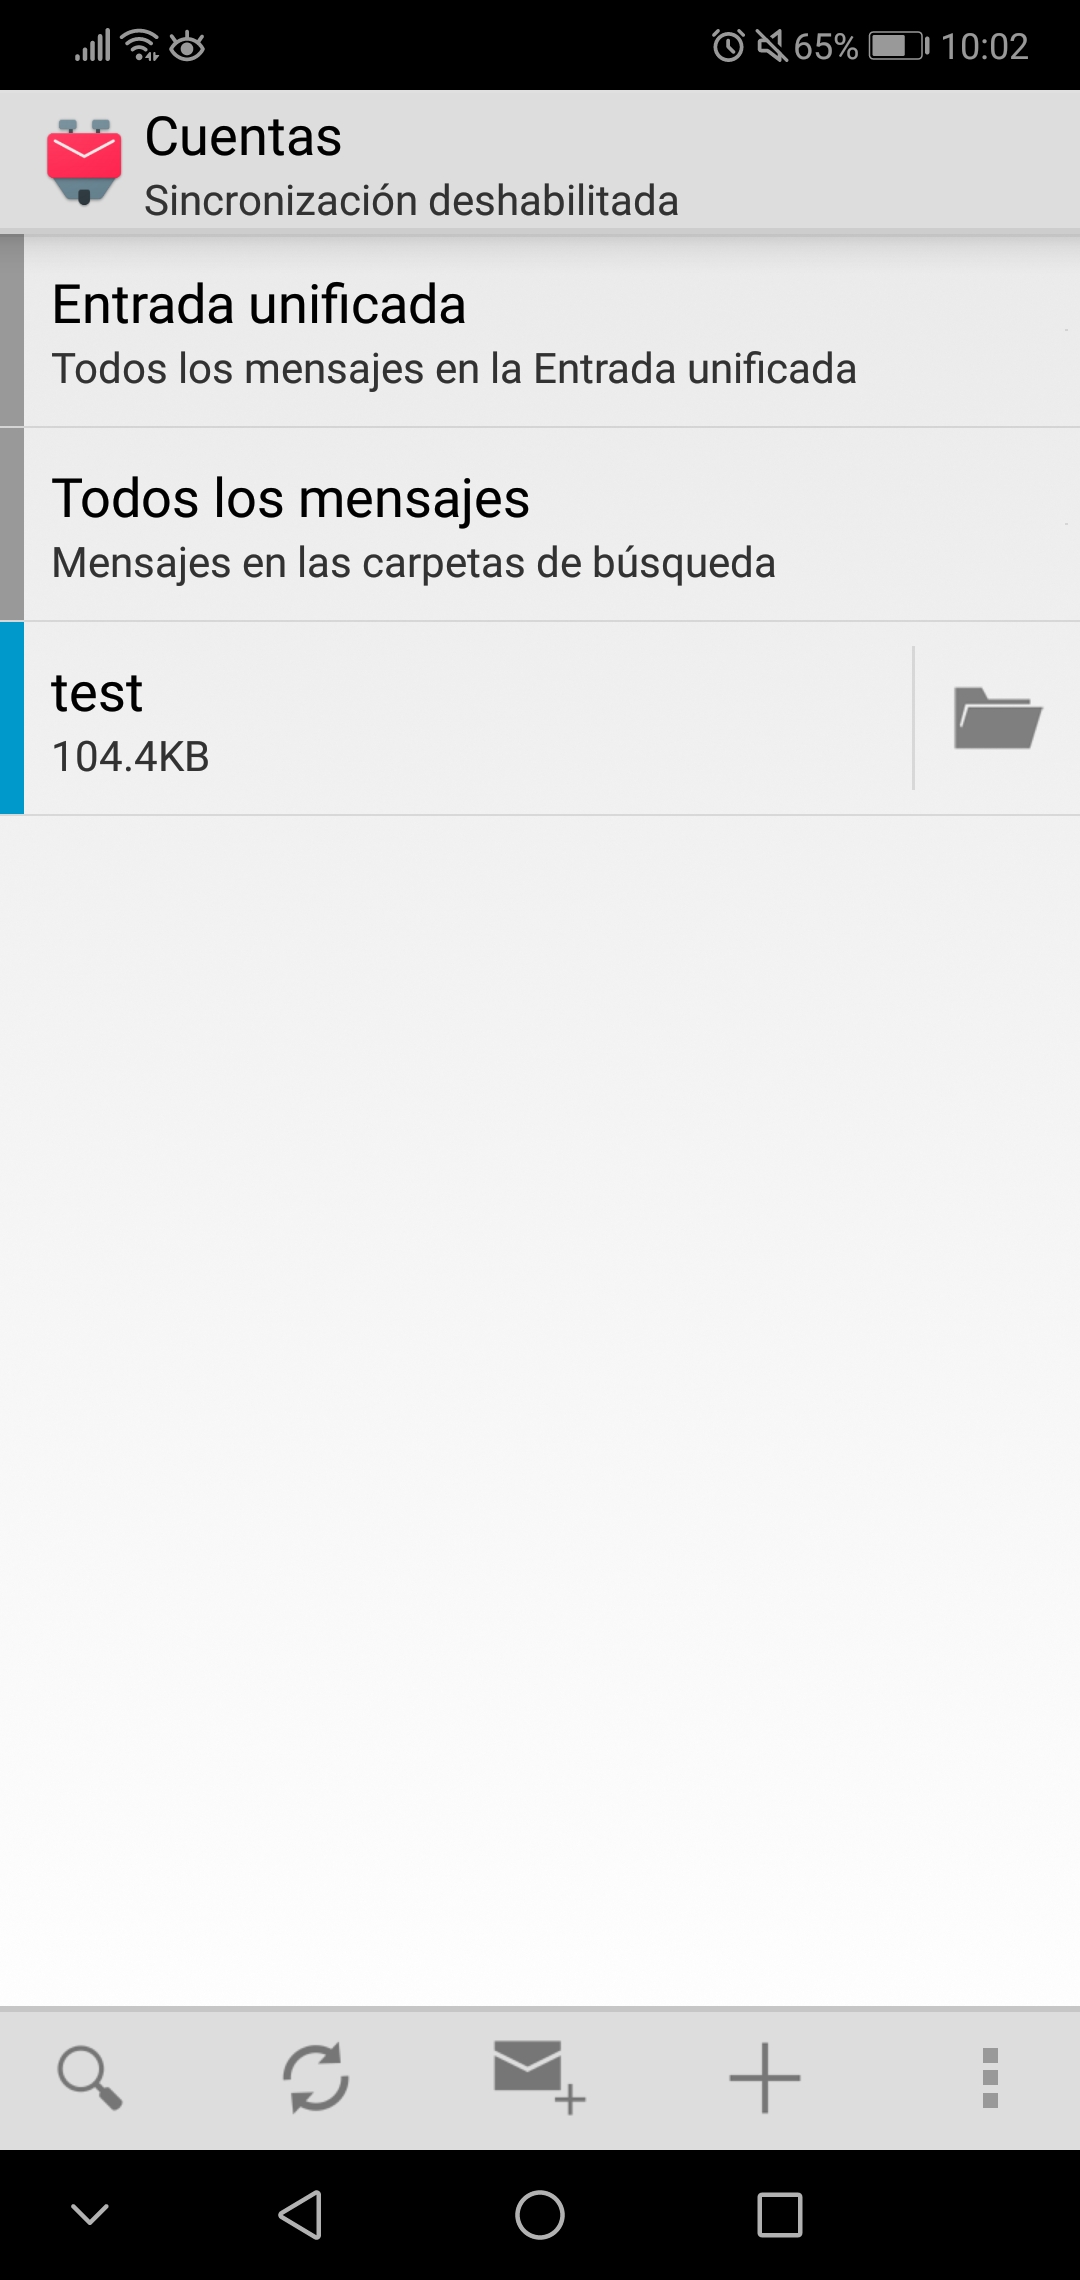 65% 10:02
Cuentas
Sincronización deshabilitada
Entrada unificada
Todos los mensajes en la Entrada unificada
Todos los mensajes
Mensajes en las carpetas de búsqueda
test
104.4KB